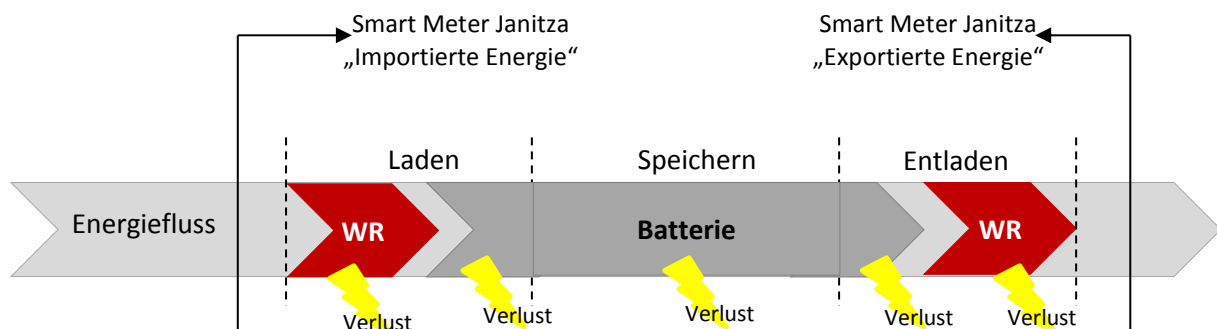 Smart Meter Janitza
„Importierte Energie“
Smart Meter Janitza
„Exportierte Energie“
Laden
Speichern
Entladen
Energiefluss
WR
Batterie
WR
Verlust
Verlust
Verlust
Verlust
Verlust